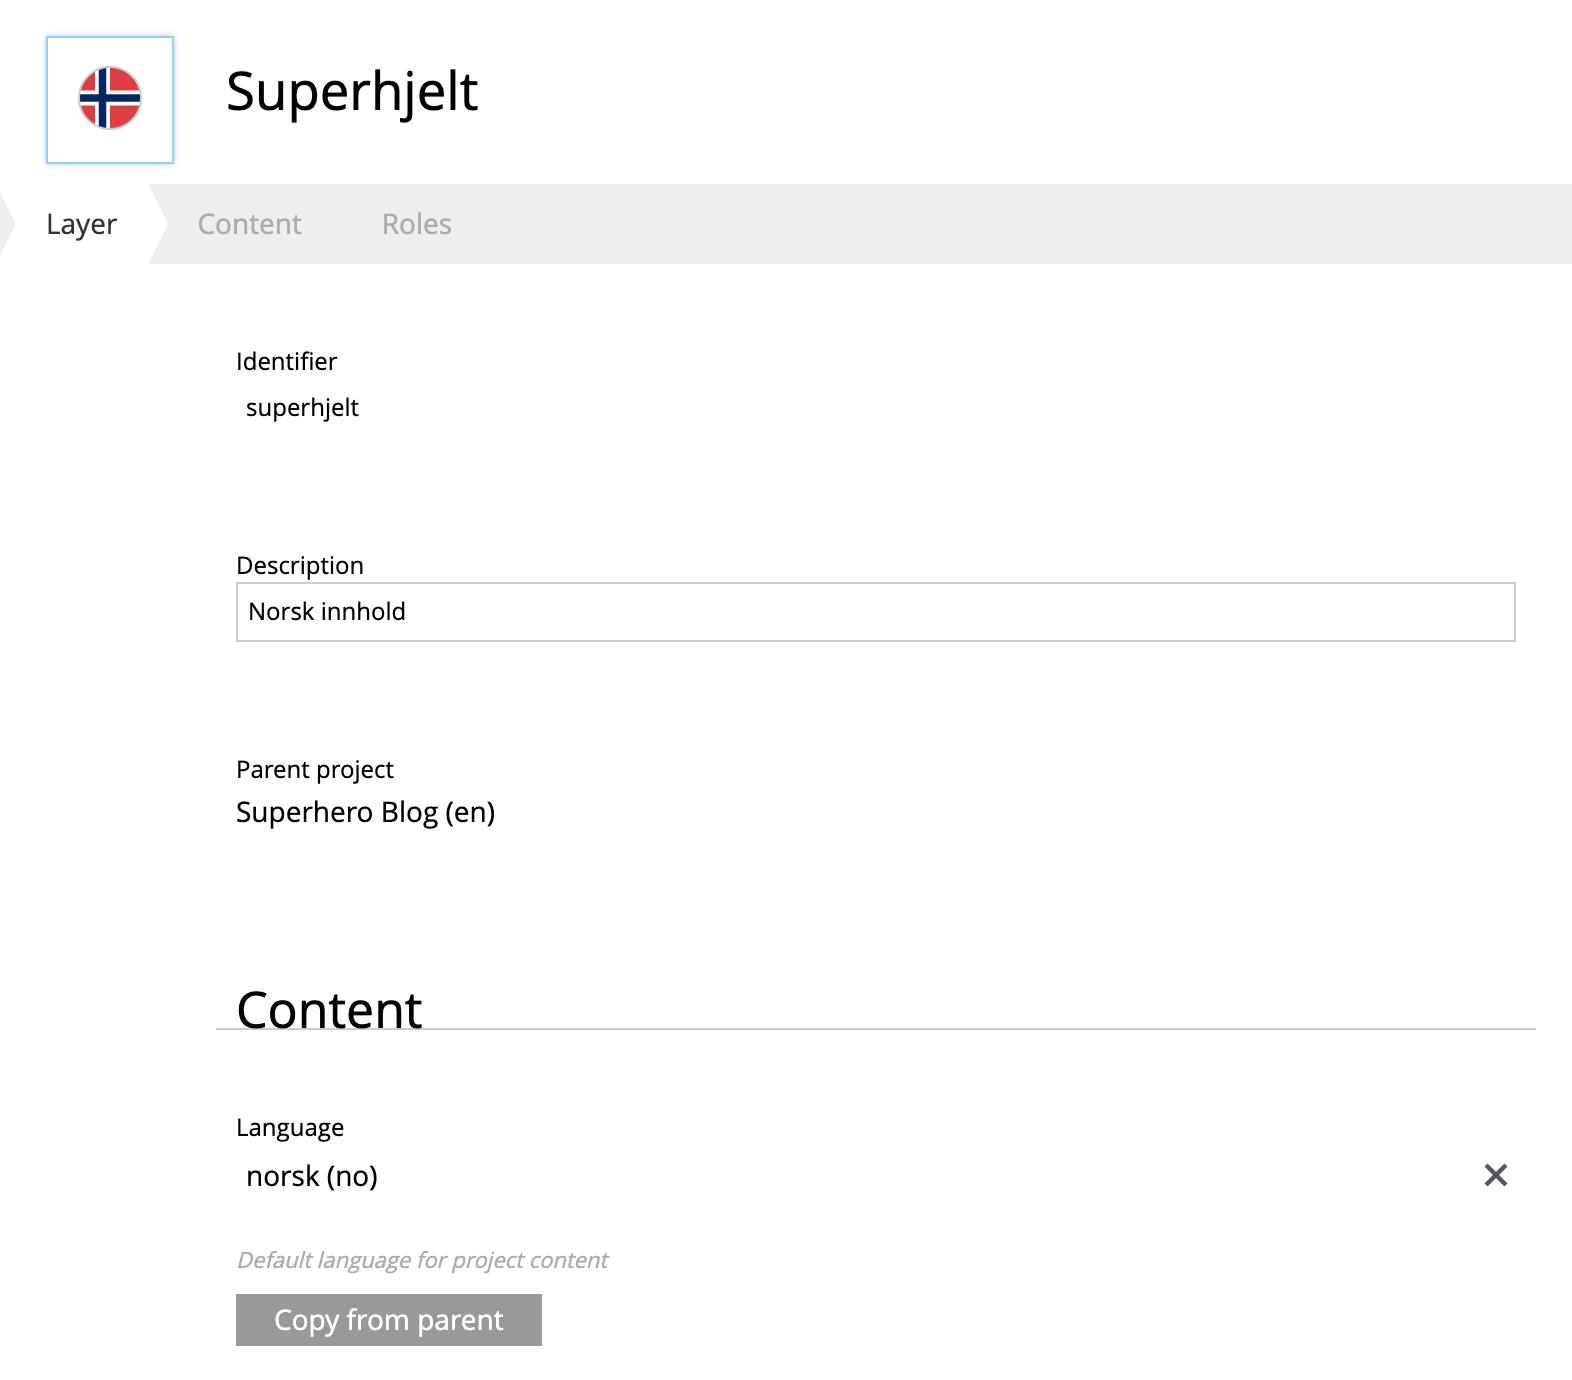 Superhjelt
Layer Content Roles
Identifier
superhjelt
Description
Norsk innhold
Parent project
Superhero Blog (en)
Content
Language
norsk (no)
Default language for project content
Copy from parent